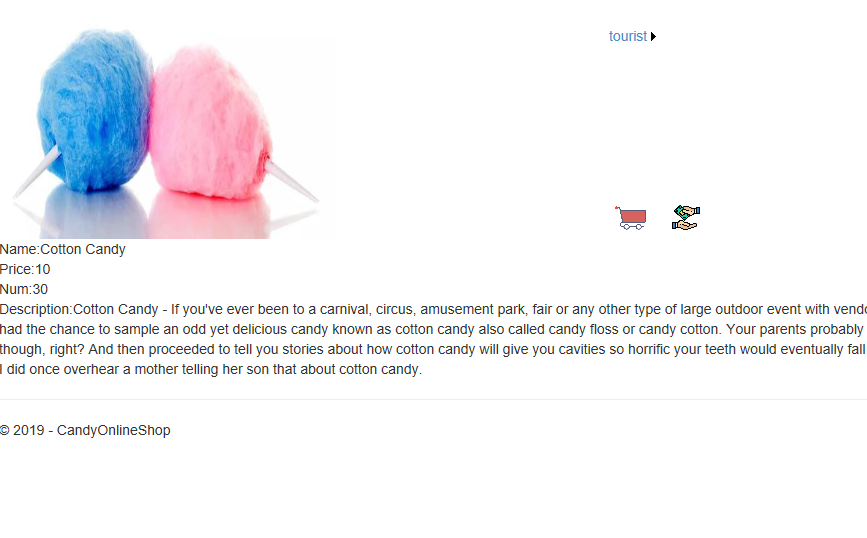 tourist
Name:Cotton Candy
Price:10
Num:30
Description:Cotton Candy - If you've ever been to a carnival, circus, amusement park, fair or any other type of large outdoor event with
had the chance to sample an odd yet delicious candy known as cotton candy also called candy floss or candy cotton. Your parents probably
though, right? And then proceeded to tell you stories about how cotton candy will give you cavities so horrific your teeth would eventually fall
I did once overhear a mother telling her son that about cotton candy.
© 2019 - CandyOnlineShop